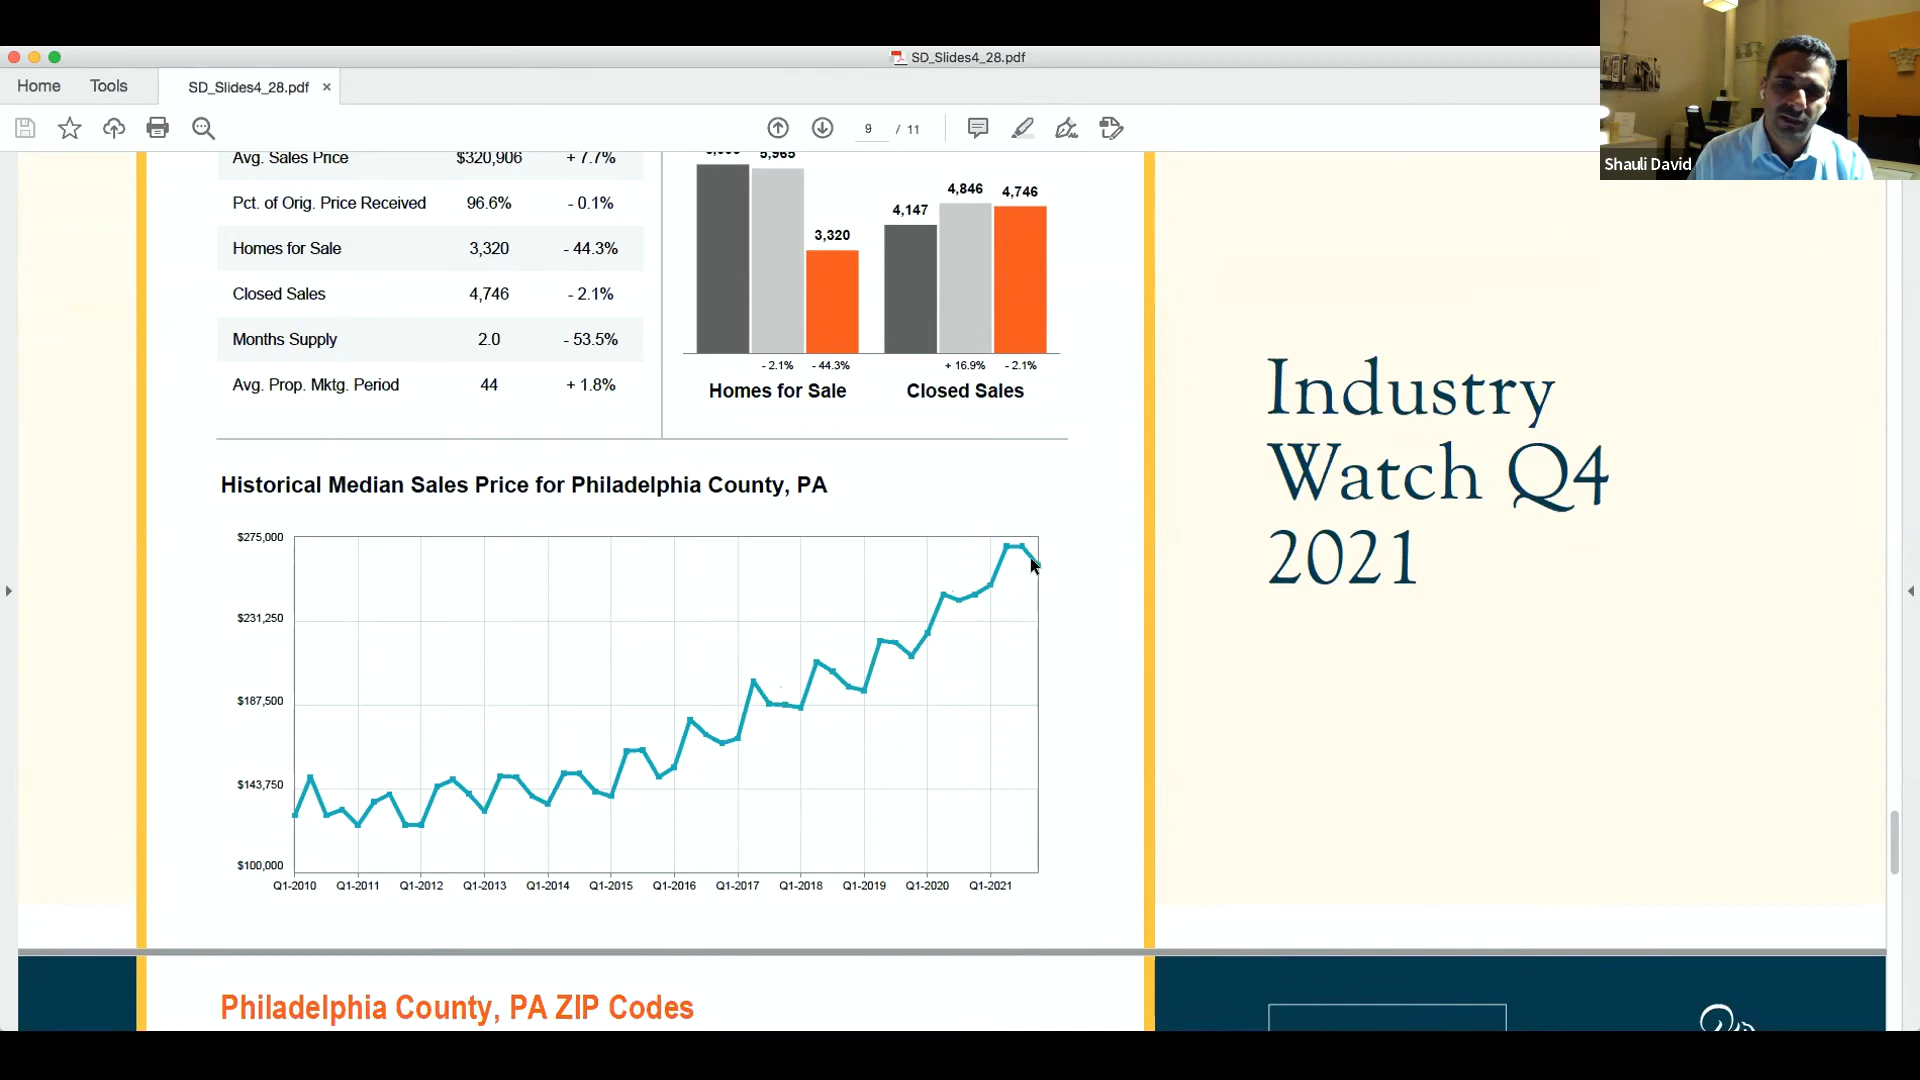 SD_Slides4_28.pdf
Home Tools SD_Slides4_28.pdf ×
9 / 11
Shauli David
Avg. Sales Price $320,906 + 7.7%
Pct. of Orig. Price Received 96.6% - 0.1%
Homes for Sale 3,320 - 44.3%
Closed Sales 4,746 - 2.1%
Months Supply 2.0 - 53.5%
Avg. Prop. Mktg. Period 44 + 1.8%
5,965
3,320
4,147
4,846
4,746
- 2.1% - 44.3%
+ 16.9% - 2.1%
Homes for Sale
Closed Sales
Historical Median Sales Price for Philadelphia County, PA
$275,000
$231,250
$187,500
$143,750
$100,000
Q1-2010 Q1-2011 Q1-2012 Q1-2013 Q1-2014 Q1-2015 Q1-2016 Q1-2017 Q1-2018 Q1-2019 Q1-2020 Q1-2021
Industry
Watch Q4
2021
Philadelphia County, PA ZIP Codes